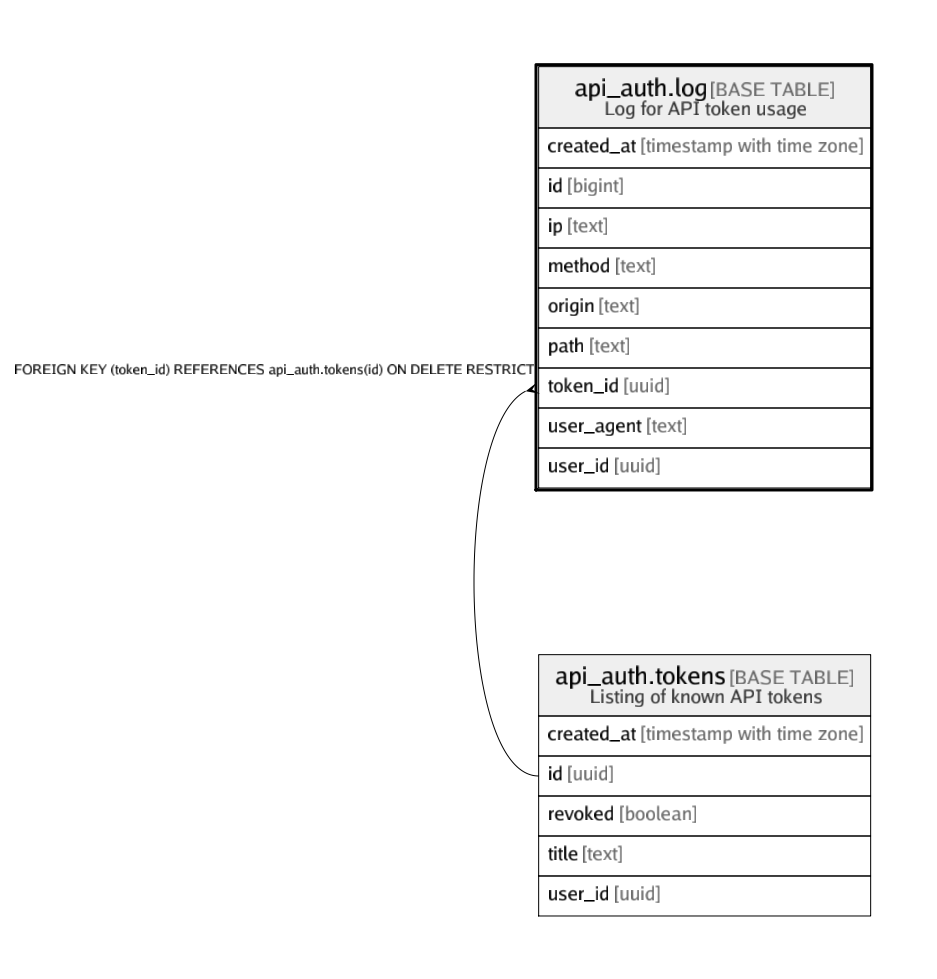 api_auth.log [BASE TABLE]
Log for API token usage
created_at [timestamp with time zone]
id [bigint]
ip [text]
method [text]
origin [text]
path [text]
FOREIGN KEY (token_id) REFERENCES api_auth.tokens(id) ON DELETE RESTRICT
token_id [uuid]
user_agent [text]
user_id [uuid]
api_auth.tokens [BASE TABLE]
Listing of known API tokens
created_at [timestamp with time zone]
id [uuid]
revoked [boolean]
title [text]
user_id [uuid]